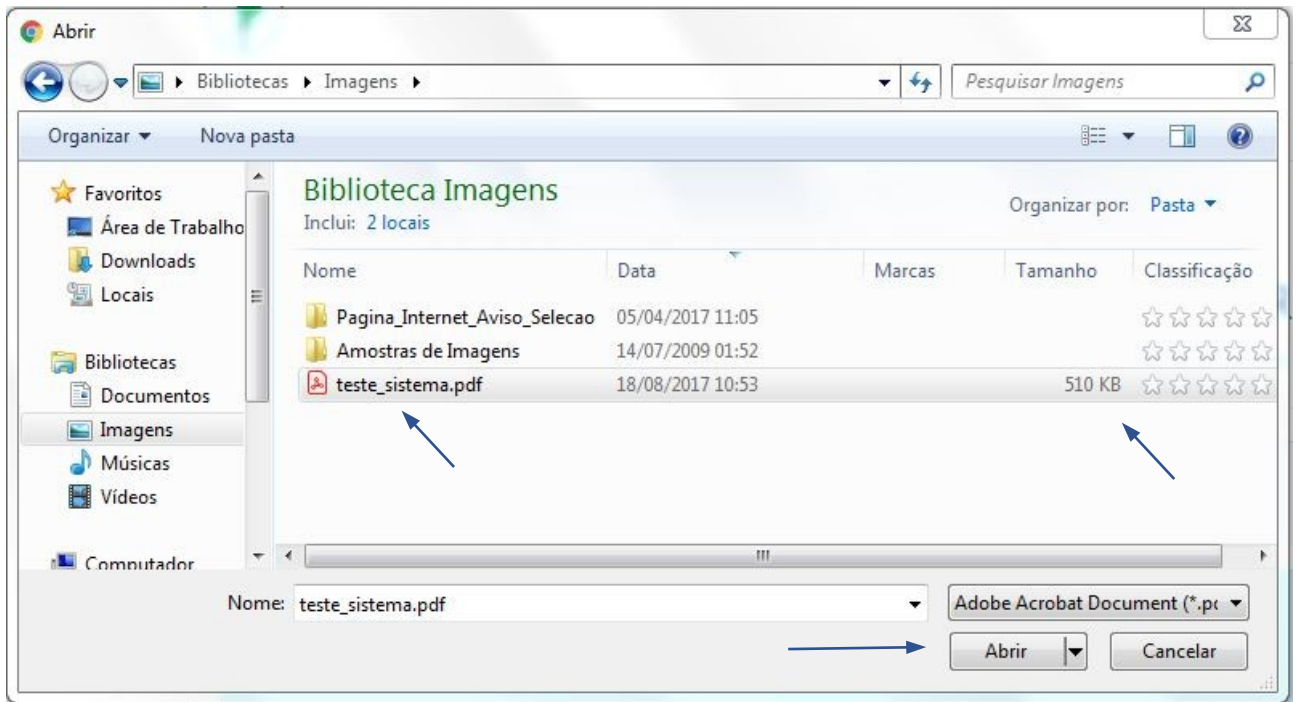 Abrir
Bibliotecas Imagens
Pesquisar Imagens
Organizar Nova pasta
Favoritos
Área de Trabalho
Downloads
Locais
Bibliotecas
Documentos
Imagens
Músicas
Vídeos
Computador
Biblioteca Imagens
Inclui: 2 locais
Organizar por: Pasta
Nome Data Marcas Tamanho Classificação
Pagina_Internet_Aviso_Selecao 05/04/2017 11:05
Amostras de Imagens 14/07/2009 01:52
teste_sistema.pdf 18/08/2017 10:53 510 KB
Nome: teste_sistema.pdf
Adobe Acrobat Document (*.pd
Abrir Cancelar